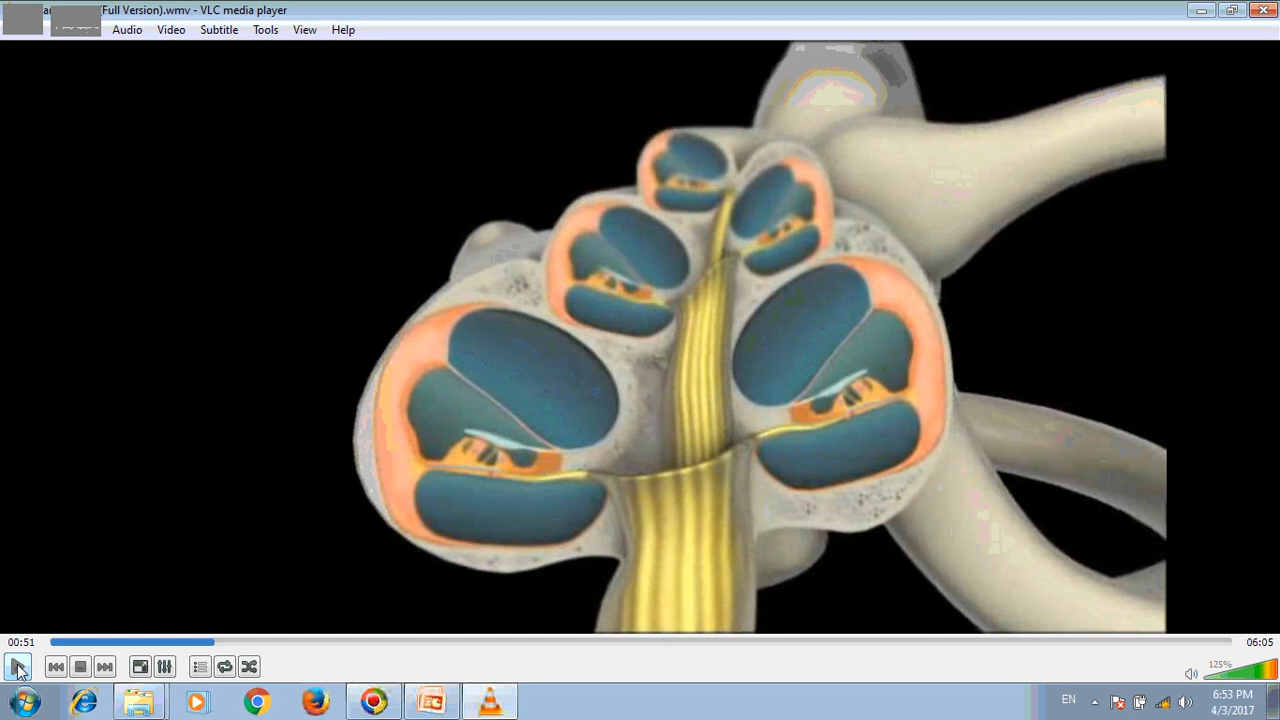 (Full Version).wmv - VLC media player
Audio Video Subtitle Tools View Help
00:51
06:05
125%
EN
6:53 PM
4/3/2017